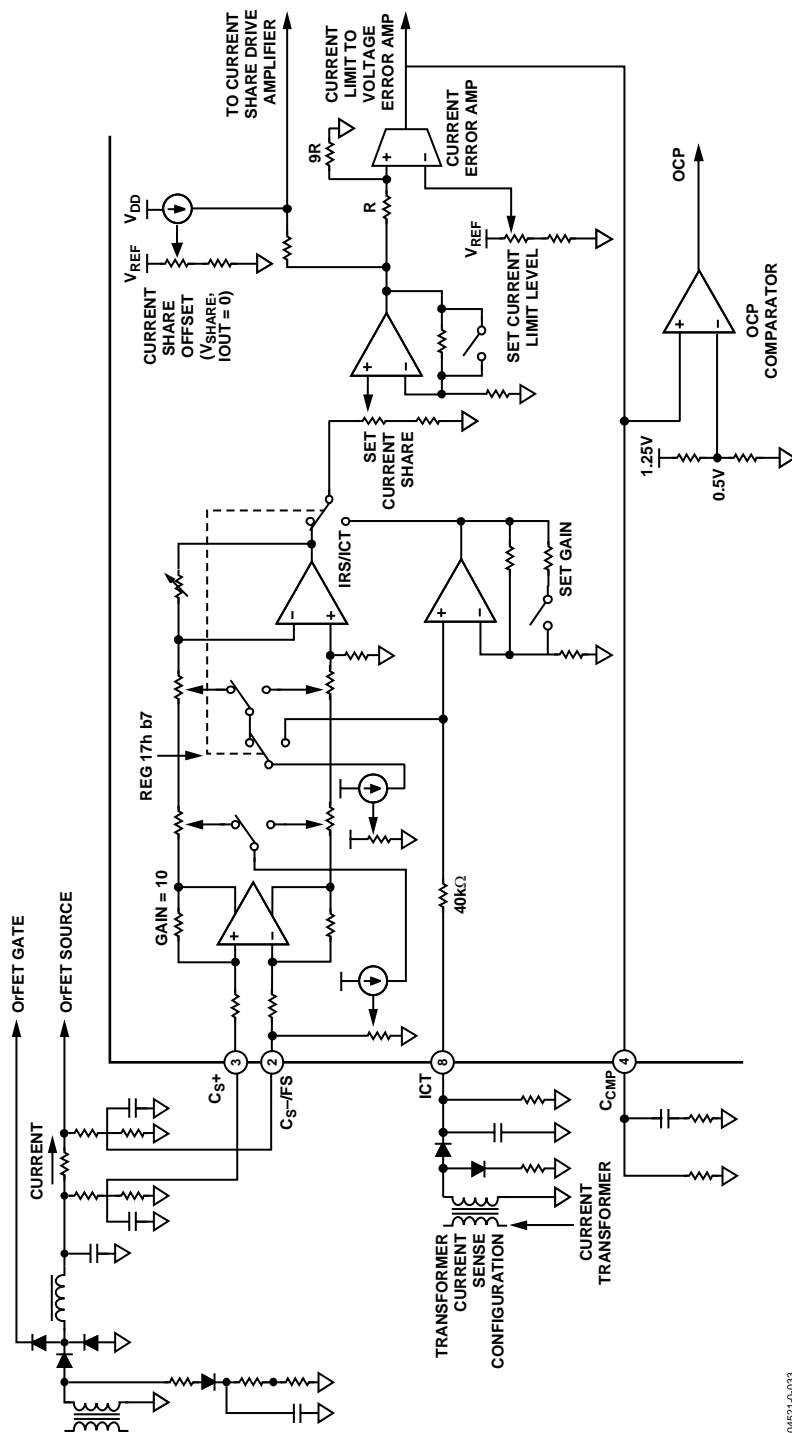 OrFET GATE
OrFET SOURCE
CURRENT
CS+
3
CS−/FS
2
GAIN = 10
+
−
REG 17h b7
−
+
IRS/ICT
VREF
VDD
CURRENT
SHARE
OFFSET
(VSHARE,
IOUT = 0)
TO CURRENT
SHARE DRIVE
AMPLIFIER
SET
CURRENT
SHARE
+
−
R
9R
+
−
CURRENT
LIMIT TO
VOLTAGE
ERROR AMP
CURRENT
ERROR AMP
VREF
SET CURRENT
LIMIT LEVEL
ICT
8
40kΩ
+
−
SET GAIN
TRANSFORMER
CURRENT
SENSE
CONFIGURATION
CURRENT
TRANSFORMER
CCMP
4
1.25V
0.5V
+
−
OCP
OCP
COMPARATOR
04521-0-033